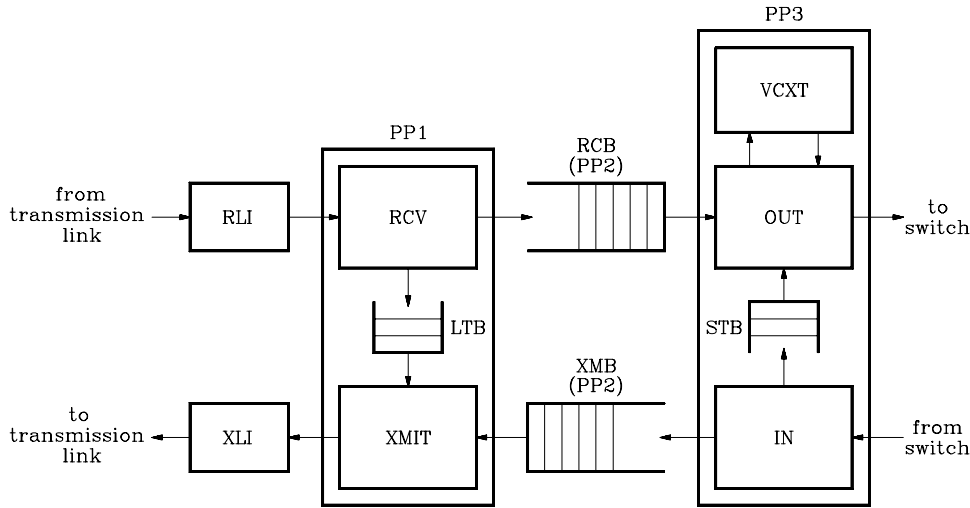 PP3
VCXT
PP1
RCB
(PP2)
from
transmission
link
RLI
RCV
OUT
to
switch
LTB
STB
XMB
(PP2)
to
transmission
link
XLI
XMIT
IN
from
switch